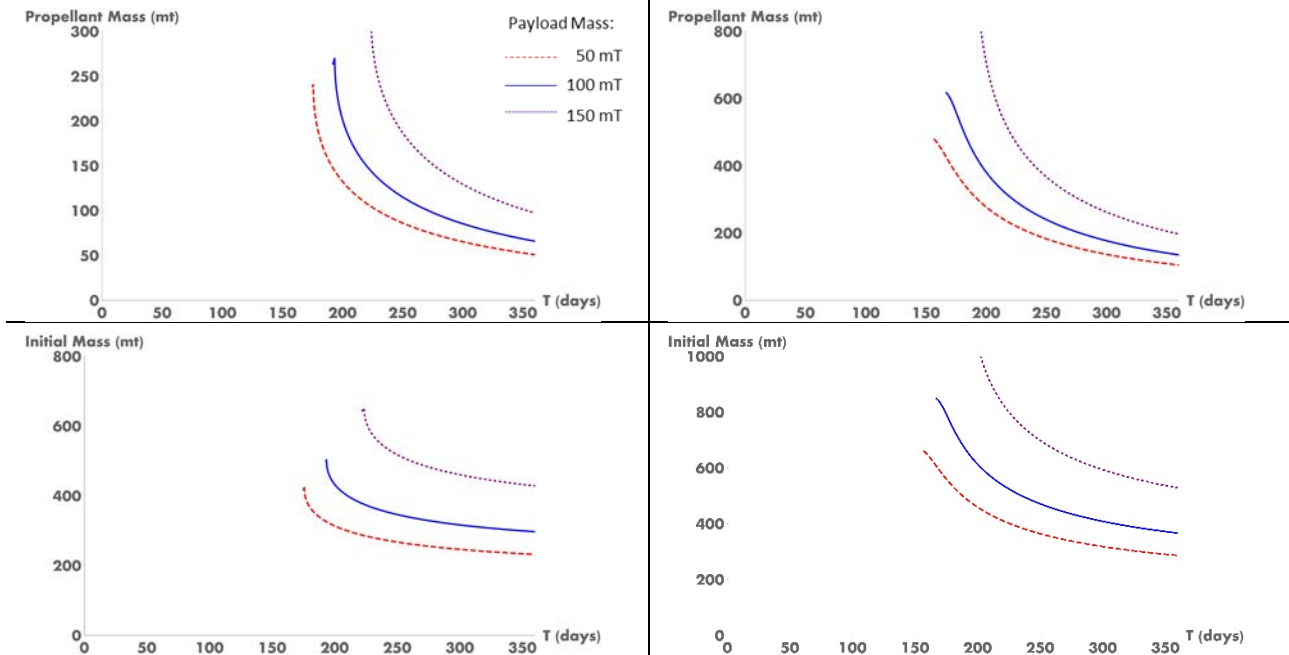 Propellant Mass (mt)
300
250
200
150
100
50
0
0 50 100 150 200 250 300 350
T (days)
Payload Mass:
50 mT
100 mT
150 mT
Propellant Mass (mt)
800
600
400
200
0
0 50 100 150 200 250 300 350
T (days)
Initial Mass (mt)
800
600
400
200
0
0 50 100 150 200 250 300 350
T (days)
Initial Mass (mt)
1000
800
600
400
200
0
0 50 100 150 200 250 300 350
T (days)